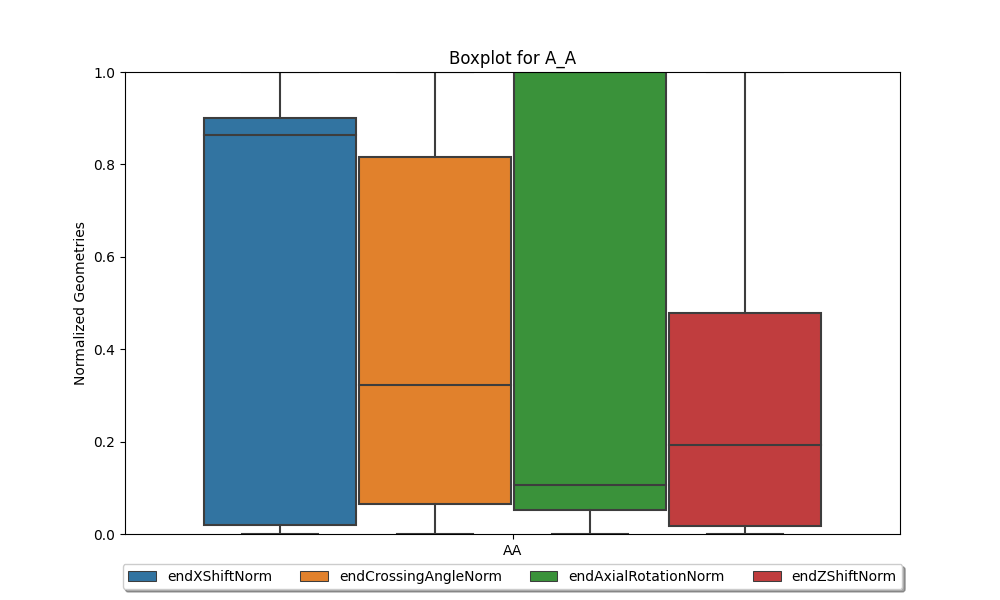 Boxplot for A_A
1.0
0.8
0.6
0.4
0.2
0.0
Normalized Geometries
AA
endXShiftNorm endCrossingAngleNorm endAxialRotationNorm endZShiftNorm